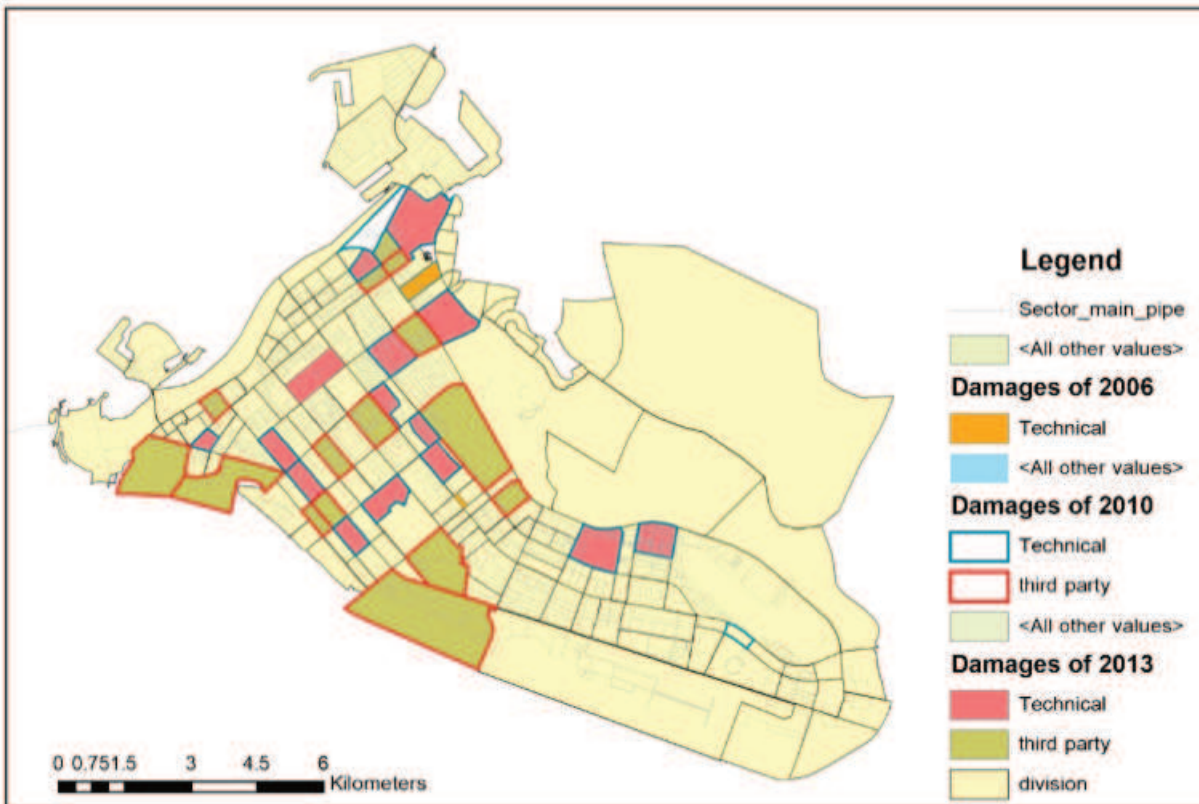 Legend
Sector_main_pipe
<All other values>
Damages of 2006
Technical
<All other values>
Damages of 2010
Technical
third party
<All other values>
Damages of 2013
Technical
third party
division
0 0.751.5 3 4.5 6
Kilometers